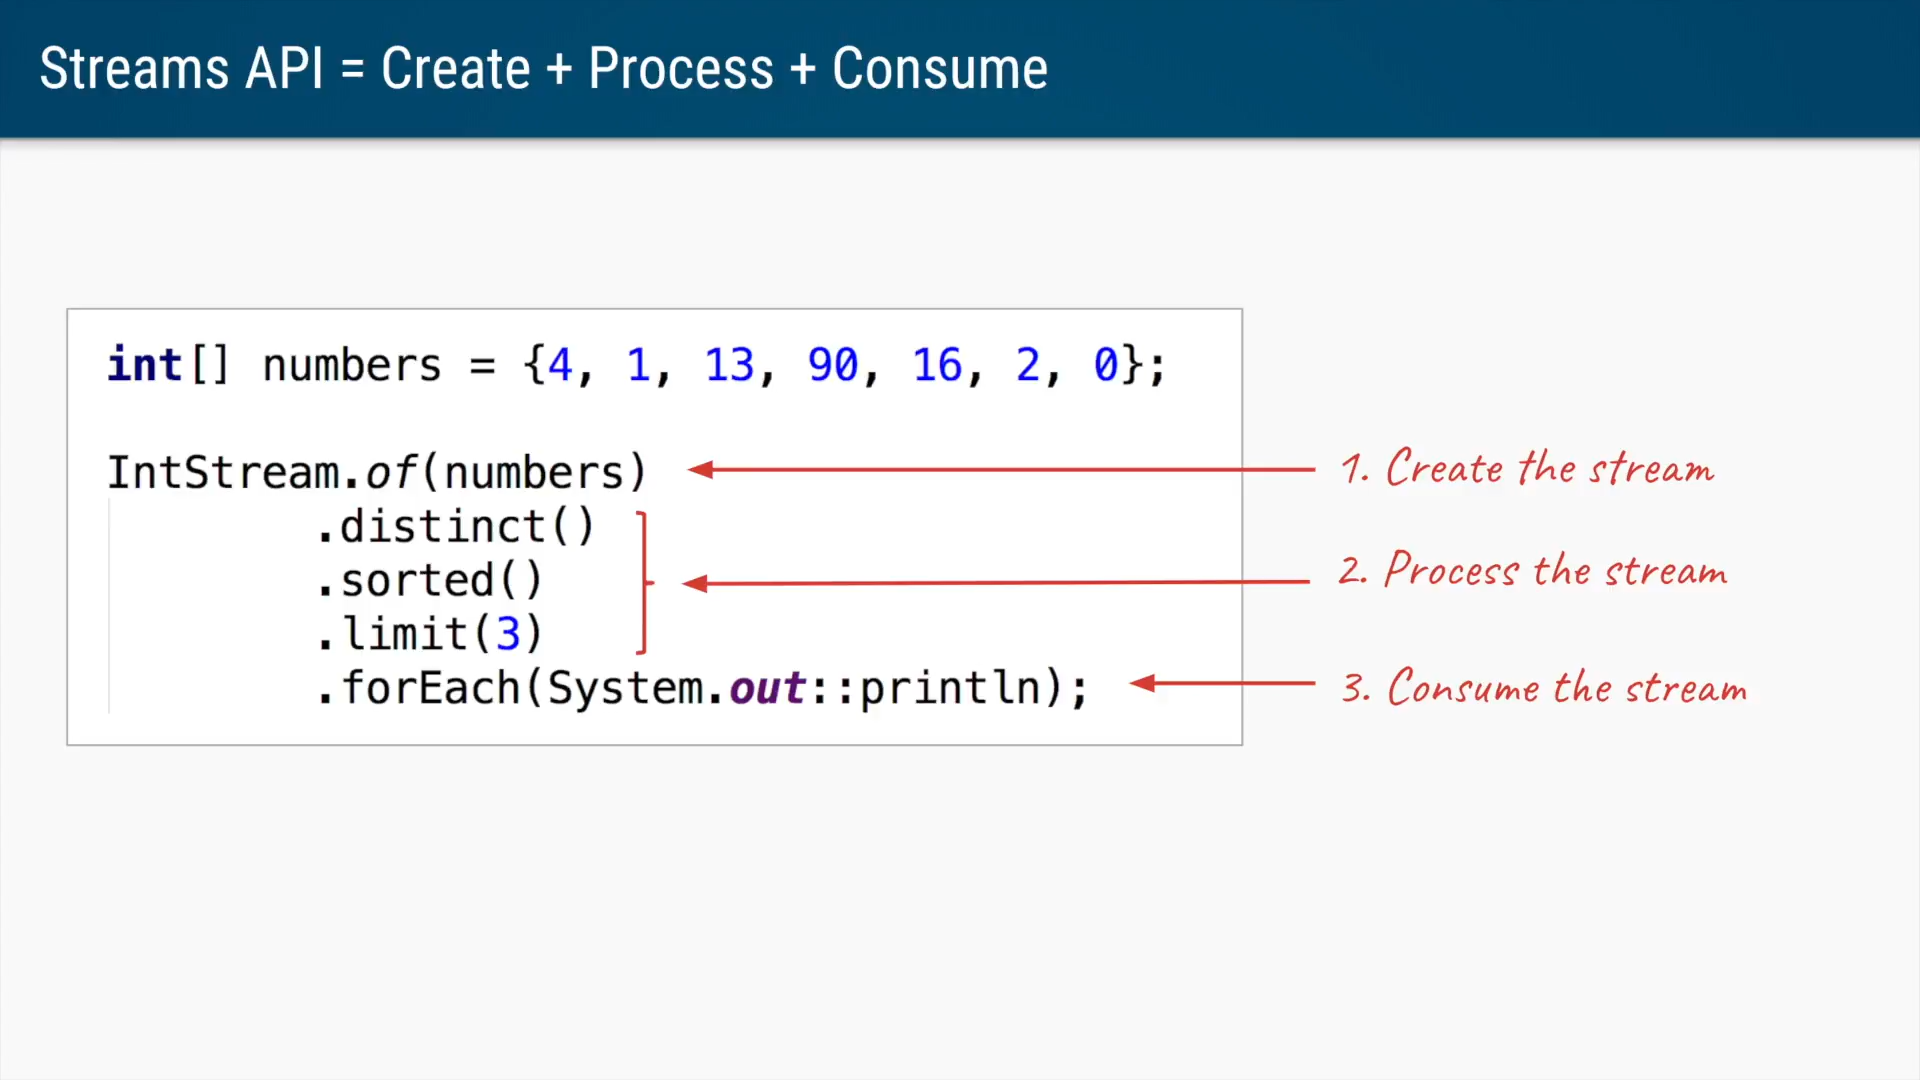 Streams API = Create + Process + Consume
int[] numbers = {4, 1, 13, 90, 16, 2, 0};
IntStream.of(numbers)
.distinct()
.sorted()
.limit(3)
.forEach(System.out::println);
1. Create the stream
2. Process the stream
3. Consume the stream